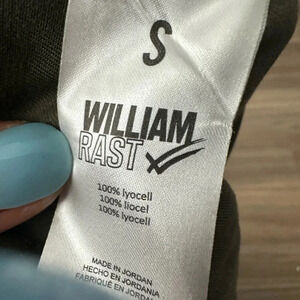 S
WILLIAM
RAST
100% lyocell
100% liocel
100% lyocell
MADE IN JORDAN
HECHO EN JORDANIA
FABRIQUÉ EN JORDANIE